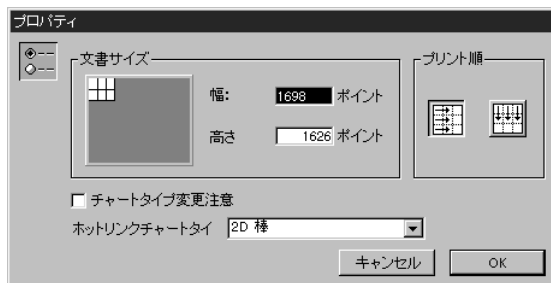 プロパティ
文書サイズ
幅: 1698 ポイント
高さ 1626 ポイント
プリント順
チャートタイプ変更注意
ホットリンクチャートタイ 2D 棒
キャンセル OK